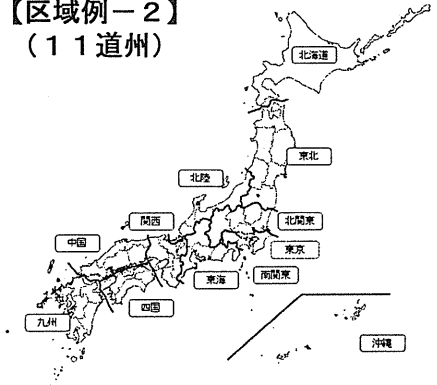 【区域例－2】
（１１道州）
北海道
東北
北陸
関西
北関東
中国
東京
南関東
東海
四国
九州
沖縄